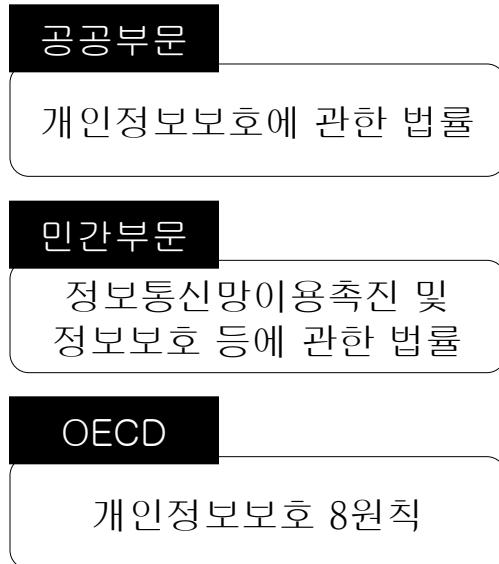 공공부문
개인정보보호에 관한 법률
민간부문
정보통신망이용촉진 및
정보보호 등에 관한 법률
OECD
개인정보보호 8원칙